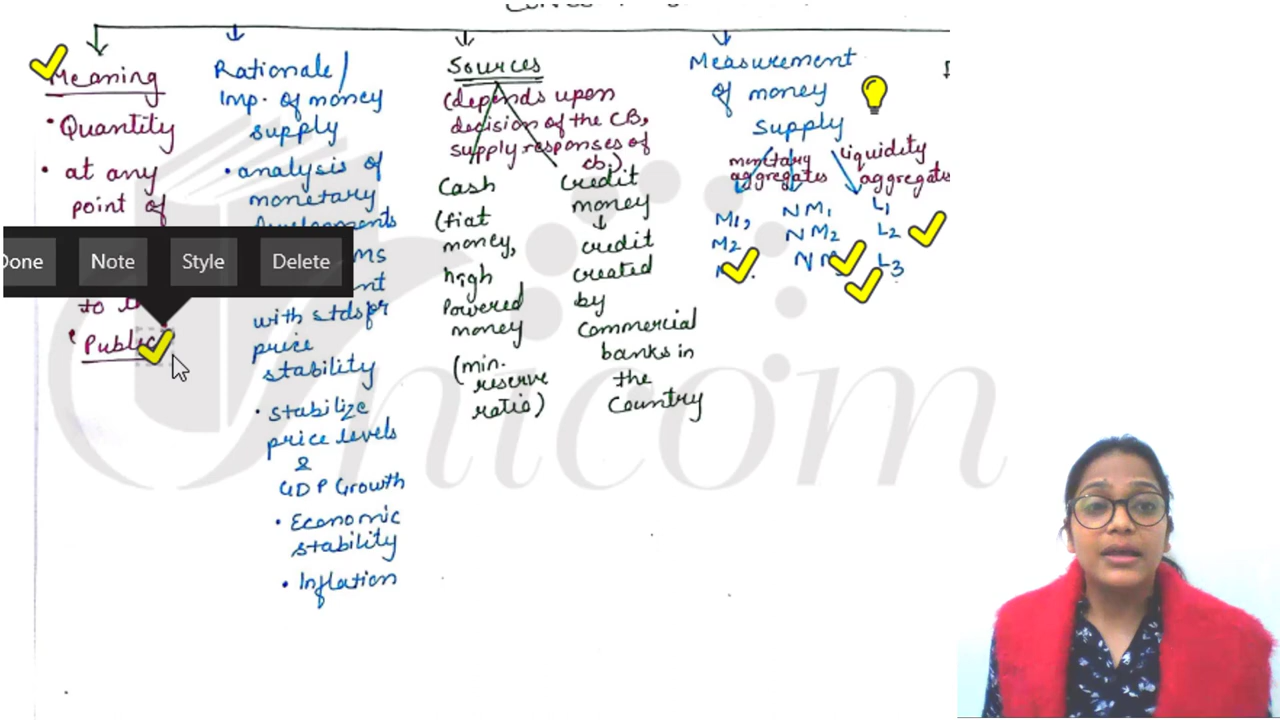 Meaning
• Quantity
• at any
point of
• Public
Rationale/
Imp. of money
supply
• analysis of
monetary
developments
with stds for
price
stability
• stabilize
price levels
&
GDP Growth
• Economic
stability
• Inflation
Sources
(depends upon
decision of the CB,
supply responses of
cb.)
Cash
(fiat
money,
high
Powered
money
(min.
reserve
ratio)
Credit
money
credit
created
by
Commercial
banks in
the
Country
Measurement
of money
supply
monetary
aggregates
M1,
M2
NM1
NM2
liquidity
aggregates
L1
L2
L3
Done Note Style Delete
Unicom